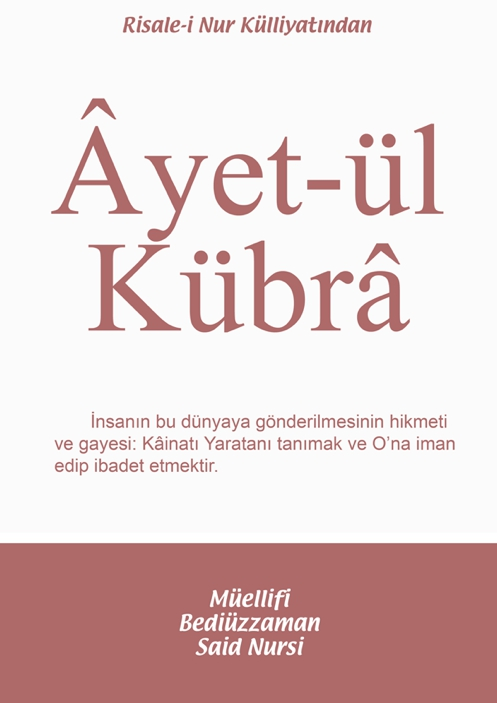 Risale-i Nur Külliyatından
Âyet-ül
Kübrâ
İnsanın bu dünyaya gönderilmesinin hikmeti
ve gayesi: Kâinatı Yaratanı tanımak ve O'na iman
edip ibadet etmektir.
Müellifi
Bediüzzaman
Said Nursi